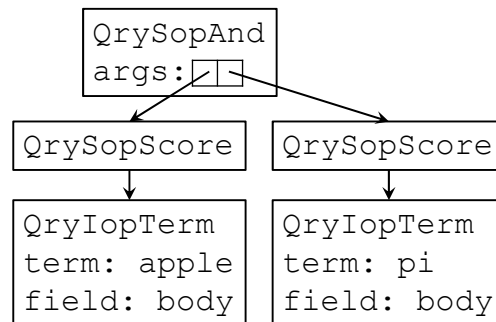 QrySopAnd
args:
QrySopScore
QryIopTerm
term: apple
field: body
QrySopScore
QryIopTerm
term: pi
field: body